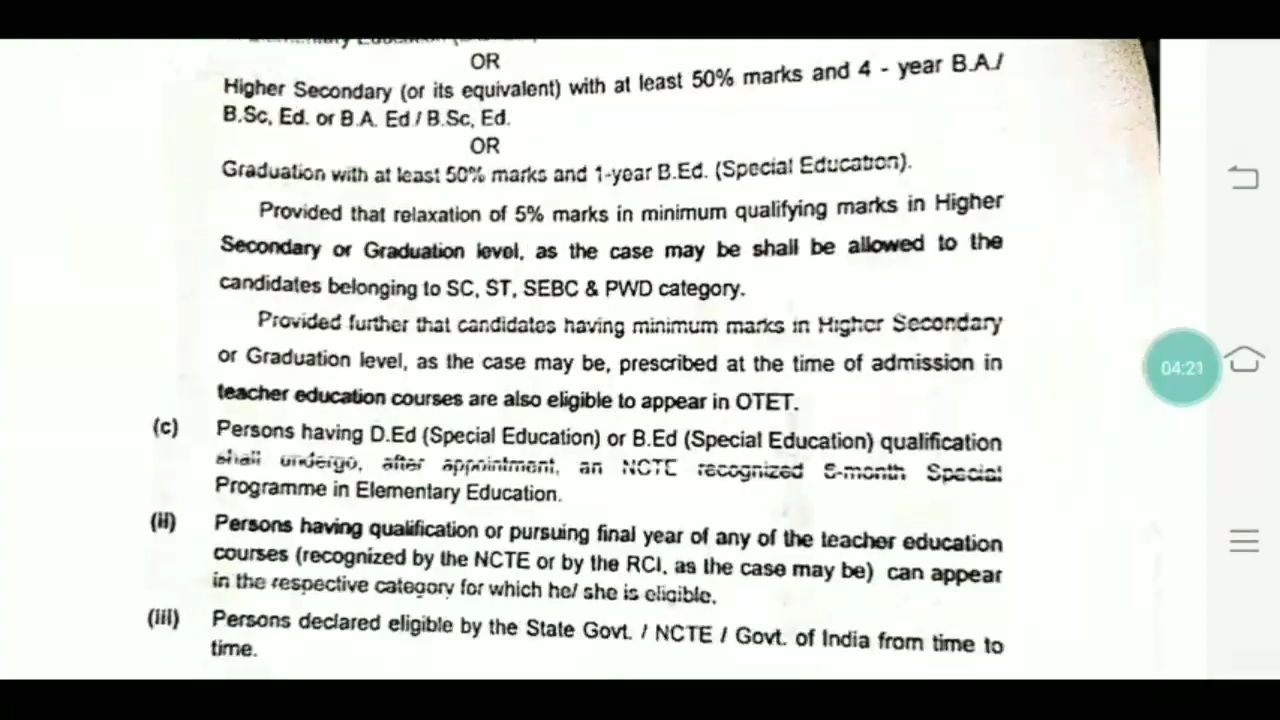 OR
Higher Secondary (or its equivalent) with at least 50% marks and 4 - year B.A./
B.Sc, Ed. or B.A. Ed / B.Sc, Ed.
OR
Graduation with at least 50% marks and 1-year B.Ed. (Special Education).
Provided that relaxation of 5% marks in minimum qualifying marks in Higher
Secondary or Graduation level, as the case may be shall be allowed to the
candidates belonging to SC, ST, SEBC & PWD category.
Provided further that candidates having minimum marks in Higher Secondary
or Graduation level, as the case may be, prescribed at the time of admission in
teacher education courses are also eligible to appear in OTET.
(c) Persons having D.Ed (Special Education) or B.Ed (Special Education) qualification
shall undergo, after appointment, an NCTE recognized 6-month Special
Programme in Elementary Education.
(ii) Persons having qualification or pursuing final year of any of the teacher education
courses (recognized by the NCTE or by the RCI, as the case may be) can appear
in the respective category for which he/ she is eligible.
(iii) Persons declared eligible by the State Govt. / NCTE / Govt. of India from time to
time.
04:21